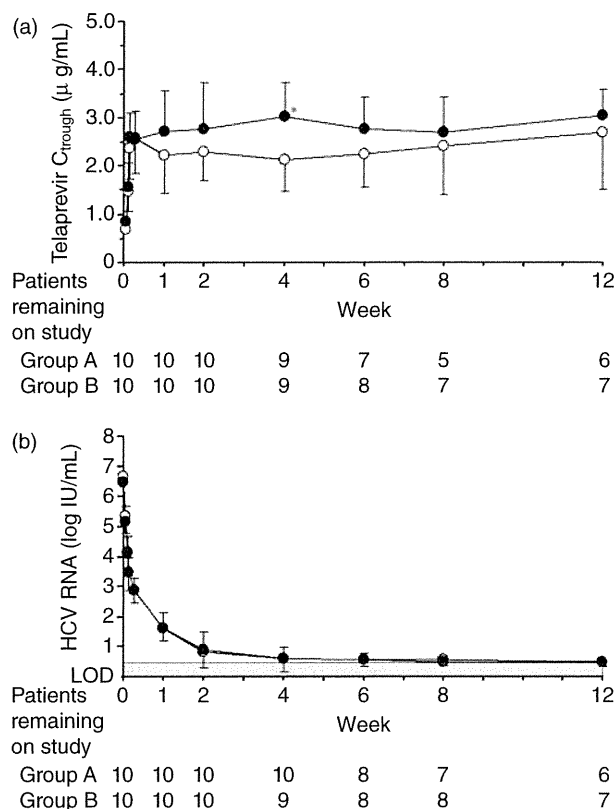 (a)
Telaprevir Ctrough (μ g/mL)
5.0
4.0
3.0
2.0
1.0
0
*
0 1 2 4 6 8 12
Week
Patients
remaining
on study
Group A 10 10 10 9 7 5 6
Group B 10 10 10 9 8 7 7
(b)
HCV RNA (log IU/mL)
8
7
6
5
4
3
2
1
LOD
0 1 2 4 6 8 12
Week
Patients
remaining
on study
Group A 10 10 10 10 8 7 6
Group B 10 10 10 9 8 8 7